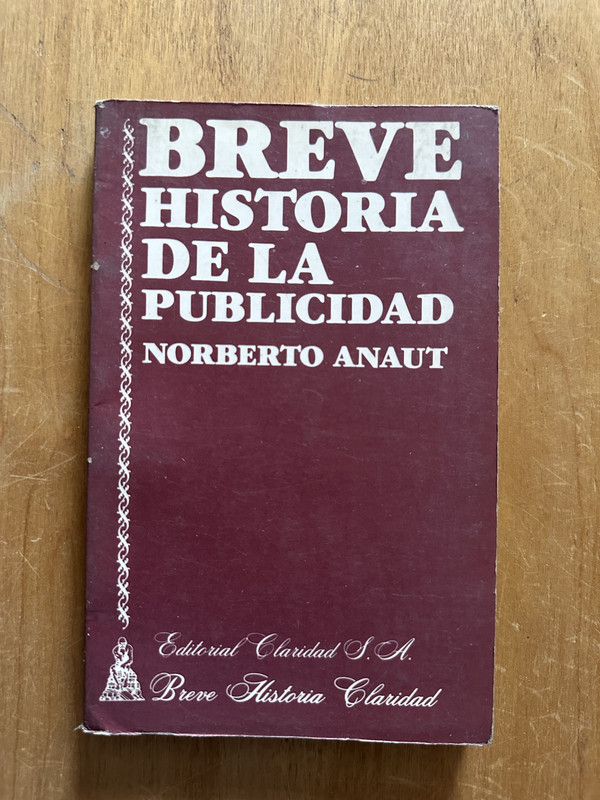 BREVE
HISTORIA
DE LA
PUBLICIDAD
NORBERTO ANAUT
Editorial Claridad S. A.
Breve Historia Claridad